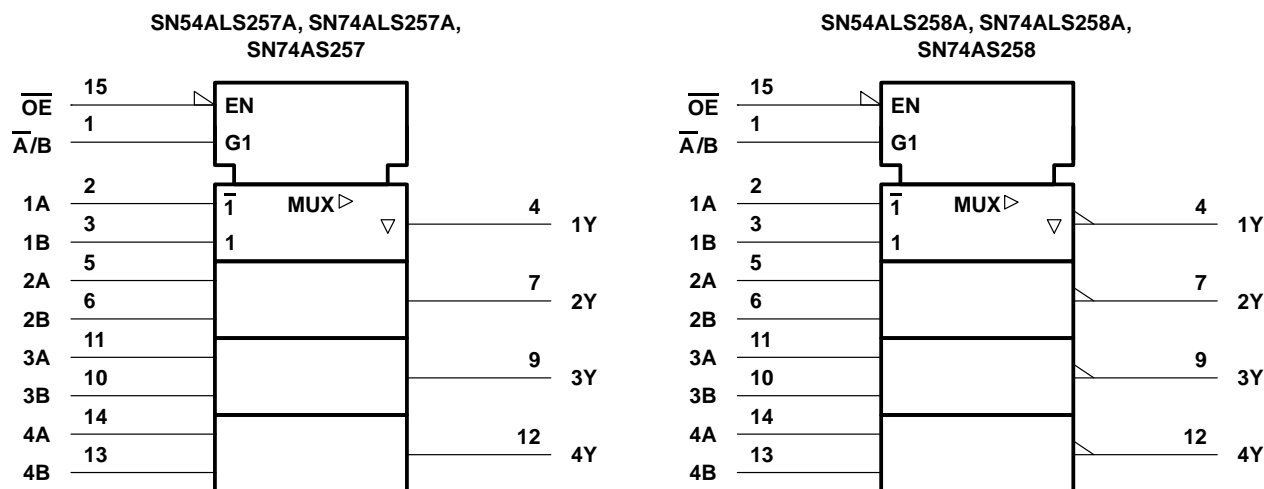 SN54ALS257A, SN74ALS257A,
SN74AS257
O̅E̅ 15 EN
A̅/B 1 G1
1A 2 1̅ MUX ▷ ▽ 4 1Y
1B 3 1
2A 5 7 2Y
2B 6
3A 11 9 3Y
3B 10
4A 14 12 4Y
4B 13
SN54ALS258A, SN74ALS258A,
SN74AS258
O̅E̅ 15 EN
A̅/B 1 G1
1A 2 1̅ MUX ▷ ▽ 4 1Y
1B 3 1
2A 5 7 2Y
2B 6
3A 11 9 3Y
3B 10
4A 14 12 4Y
4B 13